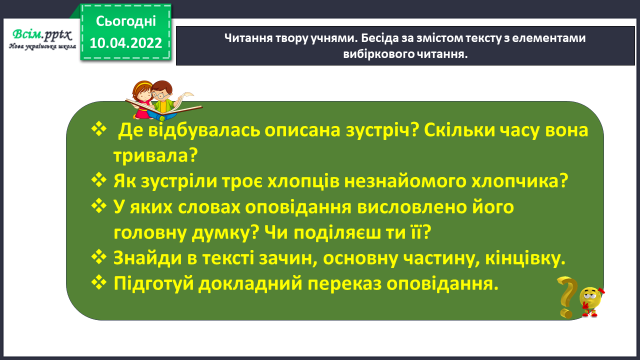 Всім.pptx
Нова українська школа
Сьогодні
10.04.2022
Читання твору учнями. Бесіда за змістом тексту з елементами
вибіркового читання.
❖ Де відбувалась описана зустріч? Скільки часу вона
тривала?
❖ Як зустріли троє хлопців незнайомого хлопчика?
❖ У яких словах оповідання висловлено його
головну думку? Чи поділяєш ти її?
❖ Знайди в тексті зачин, основну частину, кінцівку.
❖ Підготуй докладний переказ оповідання.